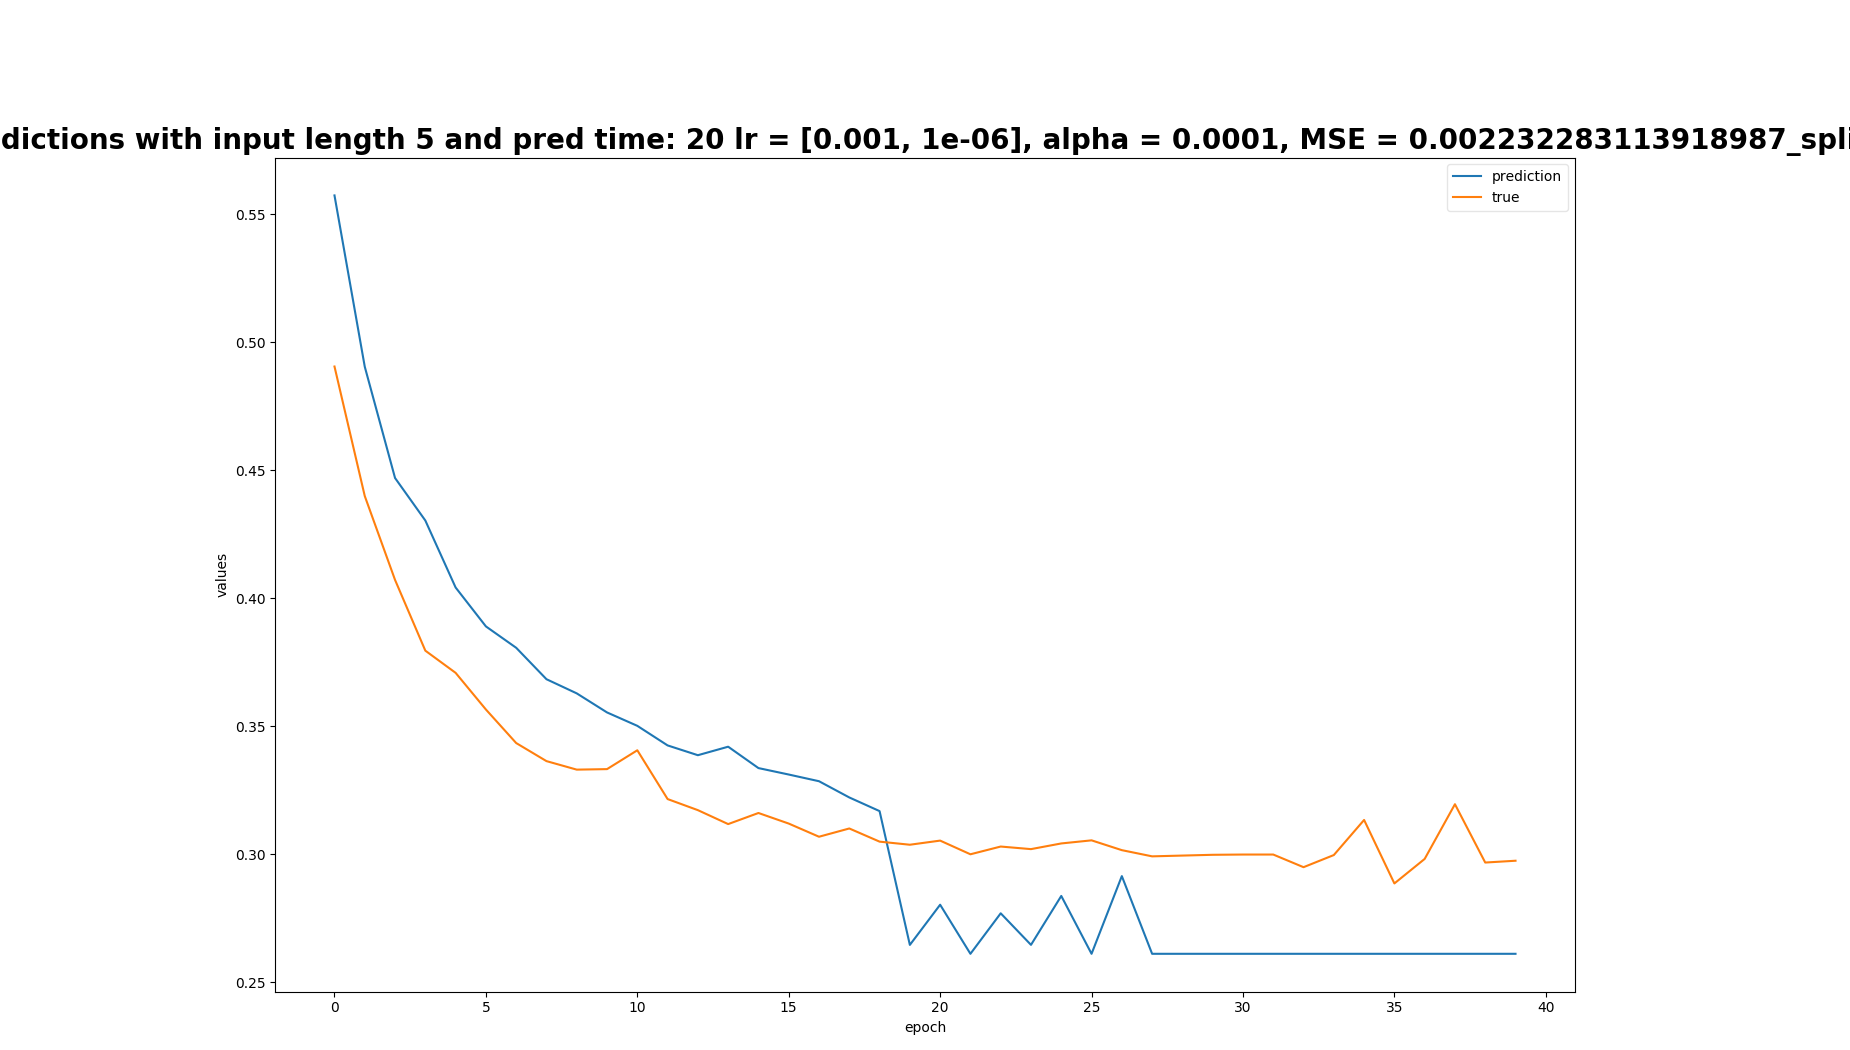 dictions with input length 5 and pred time: 20 lr = [0.001, 1e-06], alpha = 0.0001, MSE = 0.002232283113918987_spli
prediction
true
0.55
0.50
0.45
0.40
0.35
0.30
0.25
values
0 5 10 15 20 25 30 35 40
epoch